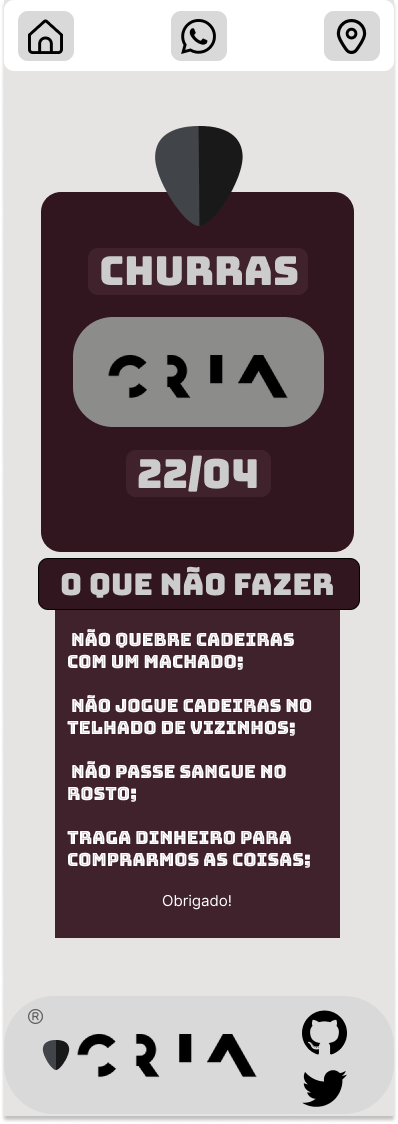 CHURRAS
CRIA
22/04
O QUE NÃO FAZER
NÃO QUEBRE CADEIRAS
COM UM MACHADO;
NÃO JOGUE CADEIRAS NO
TELHADO DE VIZINHOS;
NÃO PASSE SANGUE NO
ROSTO;
TRAGA DINHEIRO PARA
COMPRARMOS AS COISAS;
Obrigado!
®
CRIA